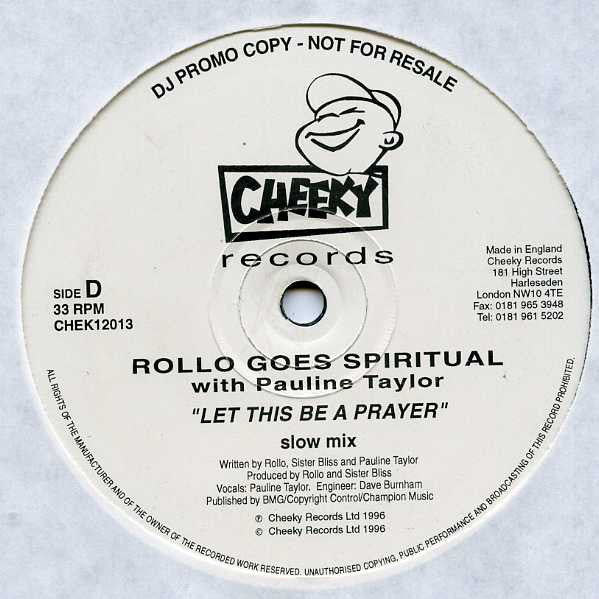 DJ PROMO COPY - NOT FOR RESALE
CHEEKY
records
SIDE D
33 RPM
CHEK12013
Made in England
Cheeky Records
181 High Street
Harleseden
London NW10 4TE
Fax: 0181 965 3948
Tel: 0181 961 5202
ROLLO GOES SPIRITUAL
with Pauline Taylor
"LET THIS BE A PRAYER"
slow mix
Written by Rollo, Sister Bliss and Pauline Taylor
Produced by Rollo and Sister Bliss
Vocals: Pauline Taylor. Engineer: Dave Burnham
Published by BMG/Copyright Control/Champion Music
℗ Cheeky Records Ltd 1996
© Cheeky Records Ltd 1996
ALL RIGHTS OF THE MANUFACTURER AND OF THE OWNER OF THE RECORDED WORK RESERVED. UNAUTHORISED COPYING, PUBLIC PERFORMANCE AND BROADCASTING OF THIS RECORD PROHIBITED.